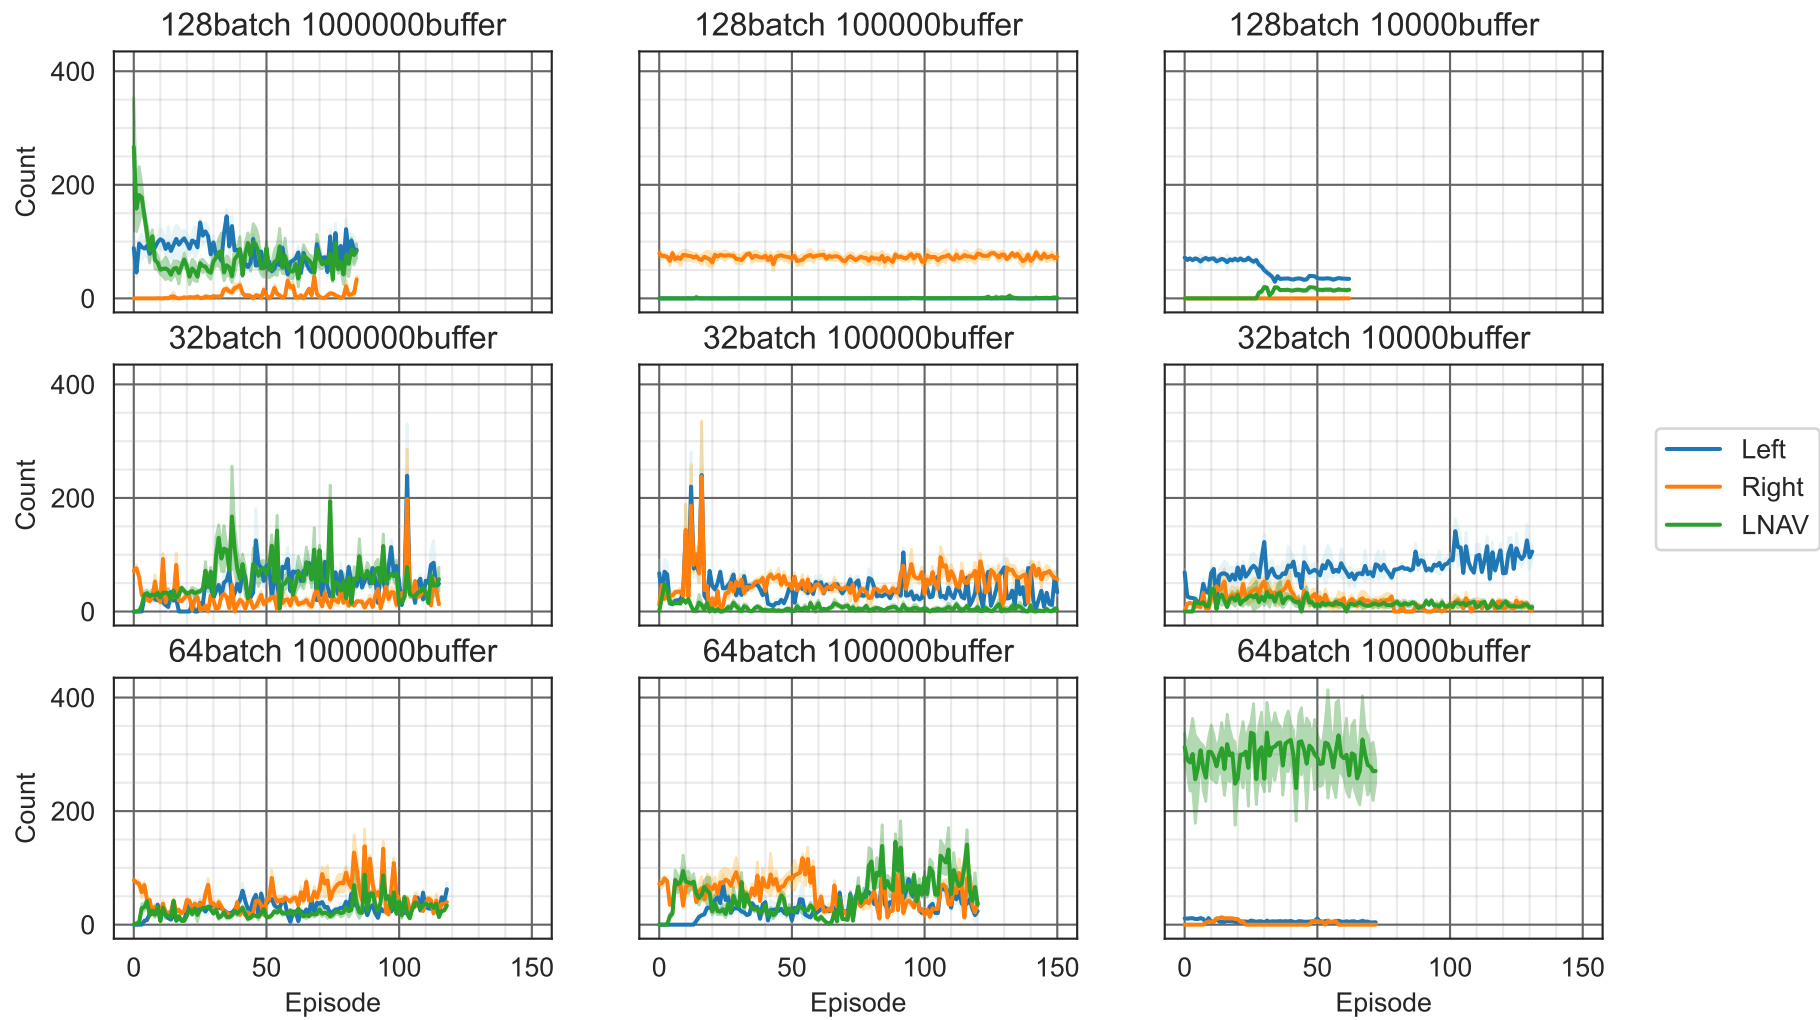 128batch 1000000buffer
128batch 100000buffer
128batch 10000buffer
400
200
0
Count
32batch 1000000buffer
32batch 100000buffer
32batch 10000buffer
400
200
0
Count
Left
Right
LNAV
64batch 1000000buffer
64batch 100000buffer
64batch 10000buffer
400
200
0
Count
0 50 100 150
0 50 100 150
0 50 100 150
Episode
Episode
Episode